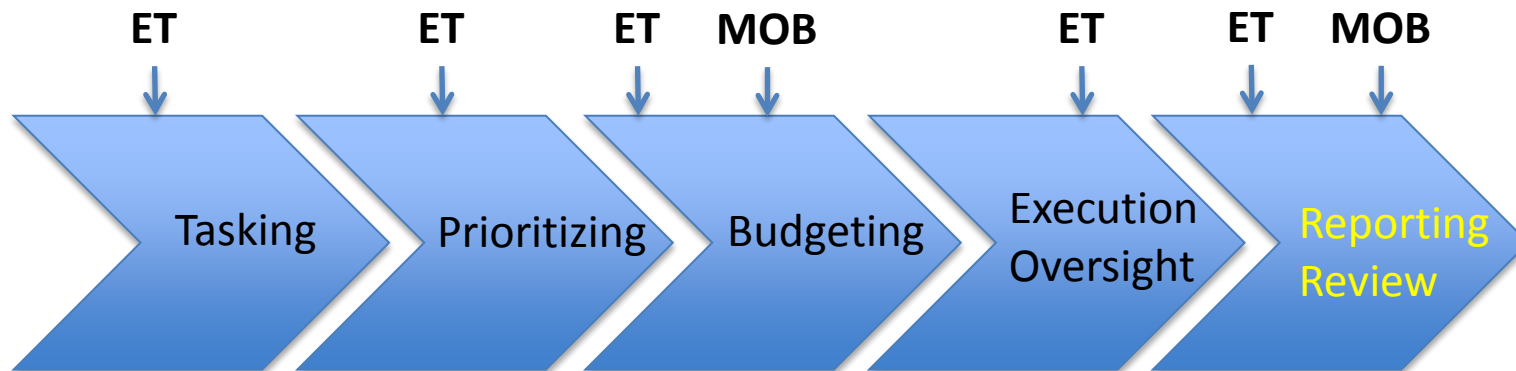 ET ET ET MOB ET ET MOB
Tasking
Prioritizing
Budgeting
Execution
Oversight
Reporting
Review